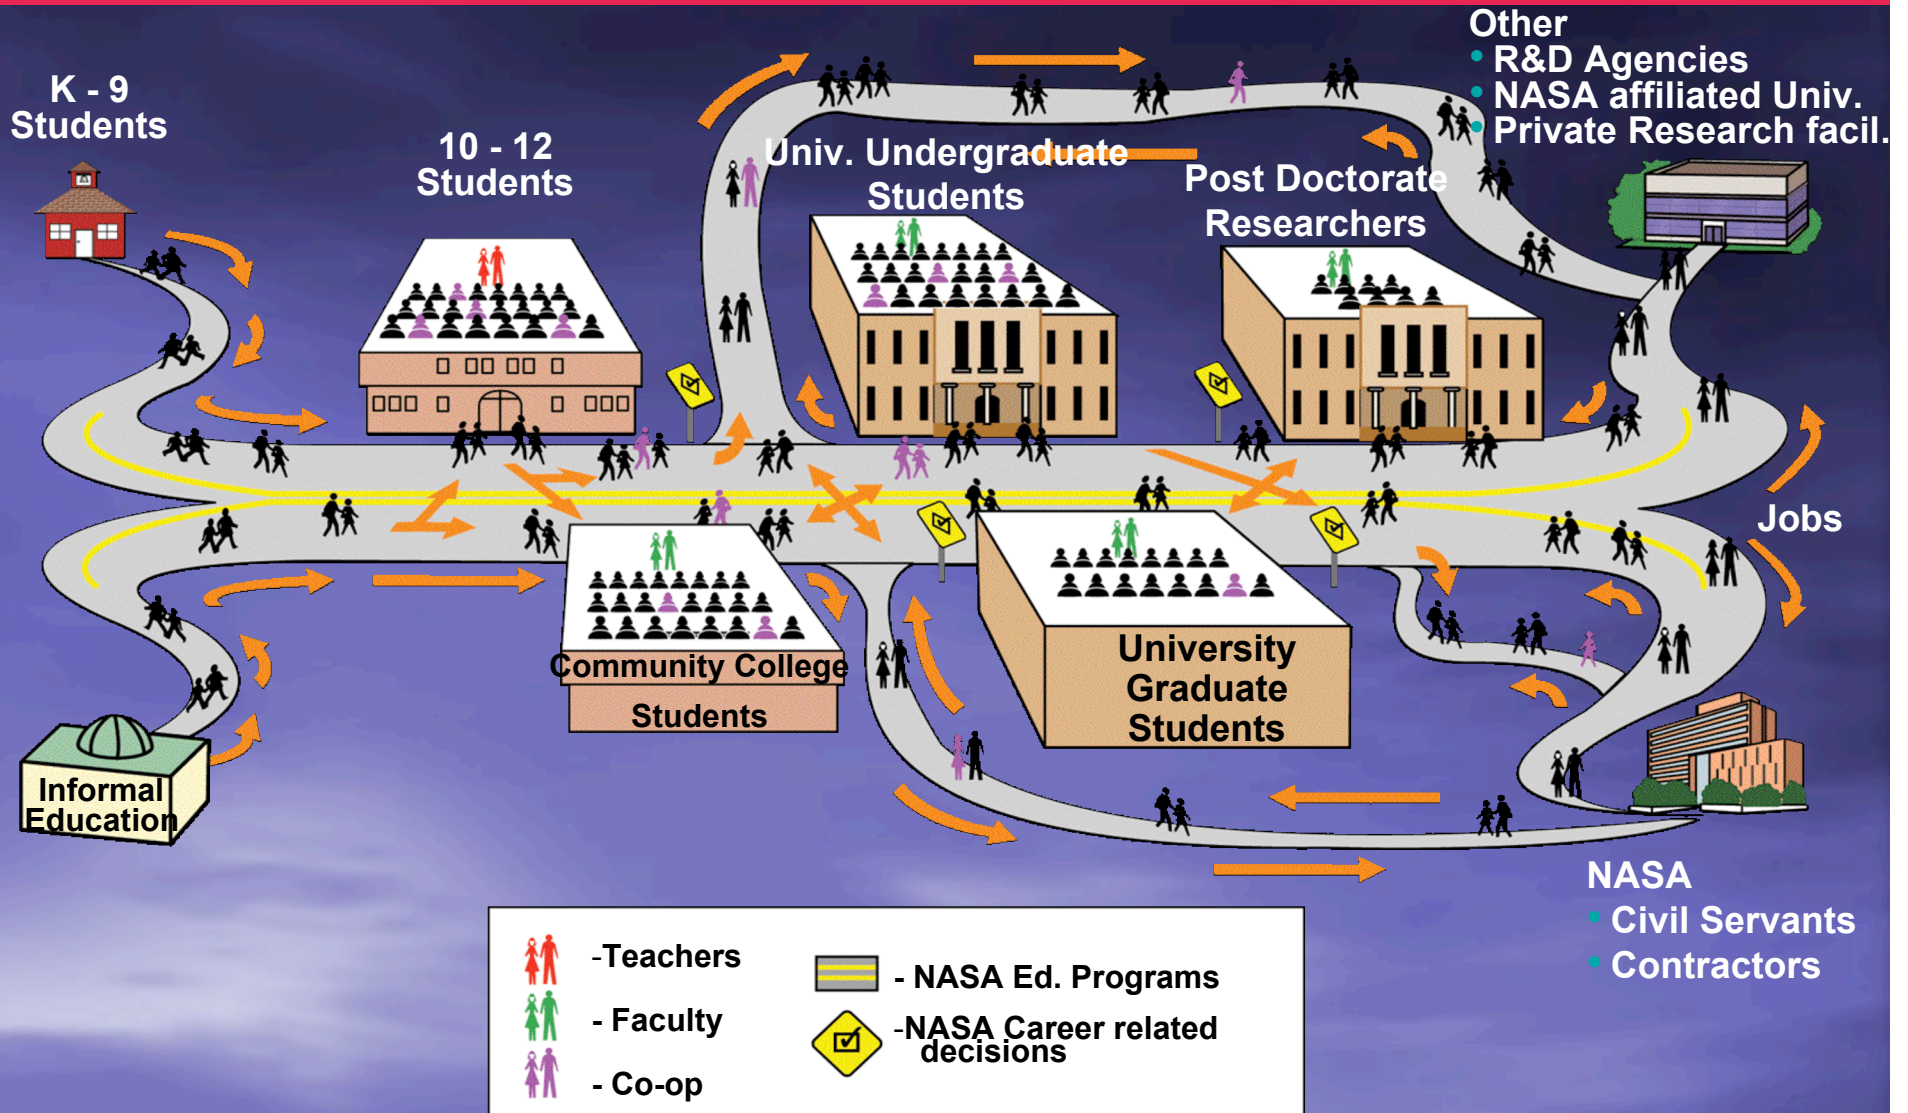 K - 9
Students
10 - 12
Students
Univ. Undergraduate
Students
Post Doctorate
Researchers
Other
• R&D Agencies
• NASA affiliated Univ.
• Private Research facil.
Jobs
Community College
Students
University
Graduate
Students
Informal
Education
NASA
• Civil Servants
• Contractors
-Teachers
- Faculty
- Co-op
- NASA Ed. Programs
-NASA Career related
decisions